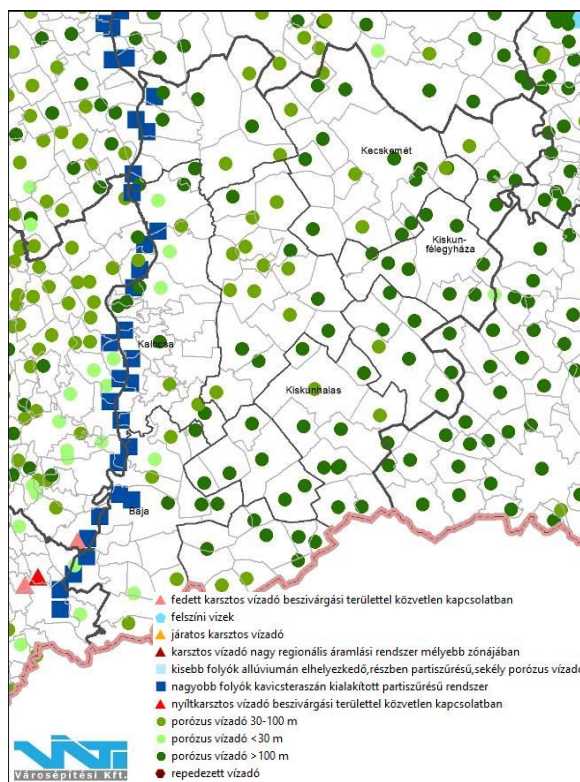 Kecskemét
Kiskun-
félegyháza
Kalocsa
Kiskunhalas
Baja
fedett karsztos vízadó beszivárgási területtel közvetlen kapcsolatban
felszíni vizek
járatos karsztos vízadó
karsztos vízadó nagy regionális áramlási rendszer mélyebb zónájában
kisebb folyók allúviumán elhelyezkedő,részben partiszűrésű,sekély porózus vízadó
nagyobb folyók kavicsteraszán kialakított partiszűrésű rendszer
nyíltkarsztos vízadó beszivárgási területtel közvetlen kapcsolatban
porózus vízadó 30-100 m
porózus vízadó <30 m
porózus vízadó >100 m
repedezett vízadó
VÁTI
Városépítési Kft.